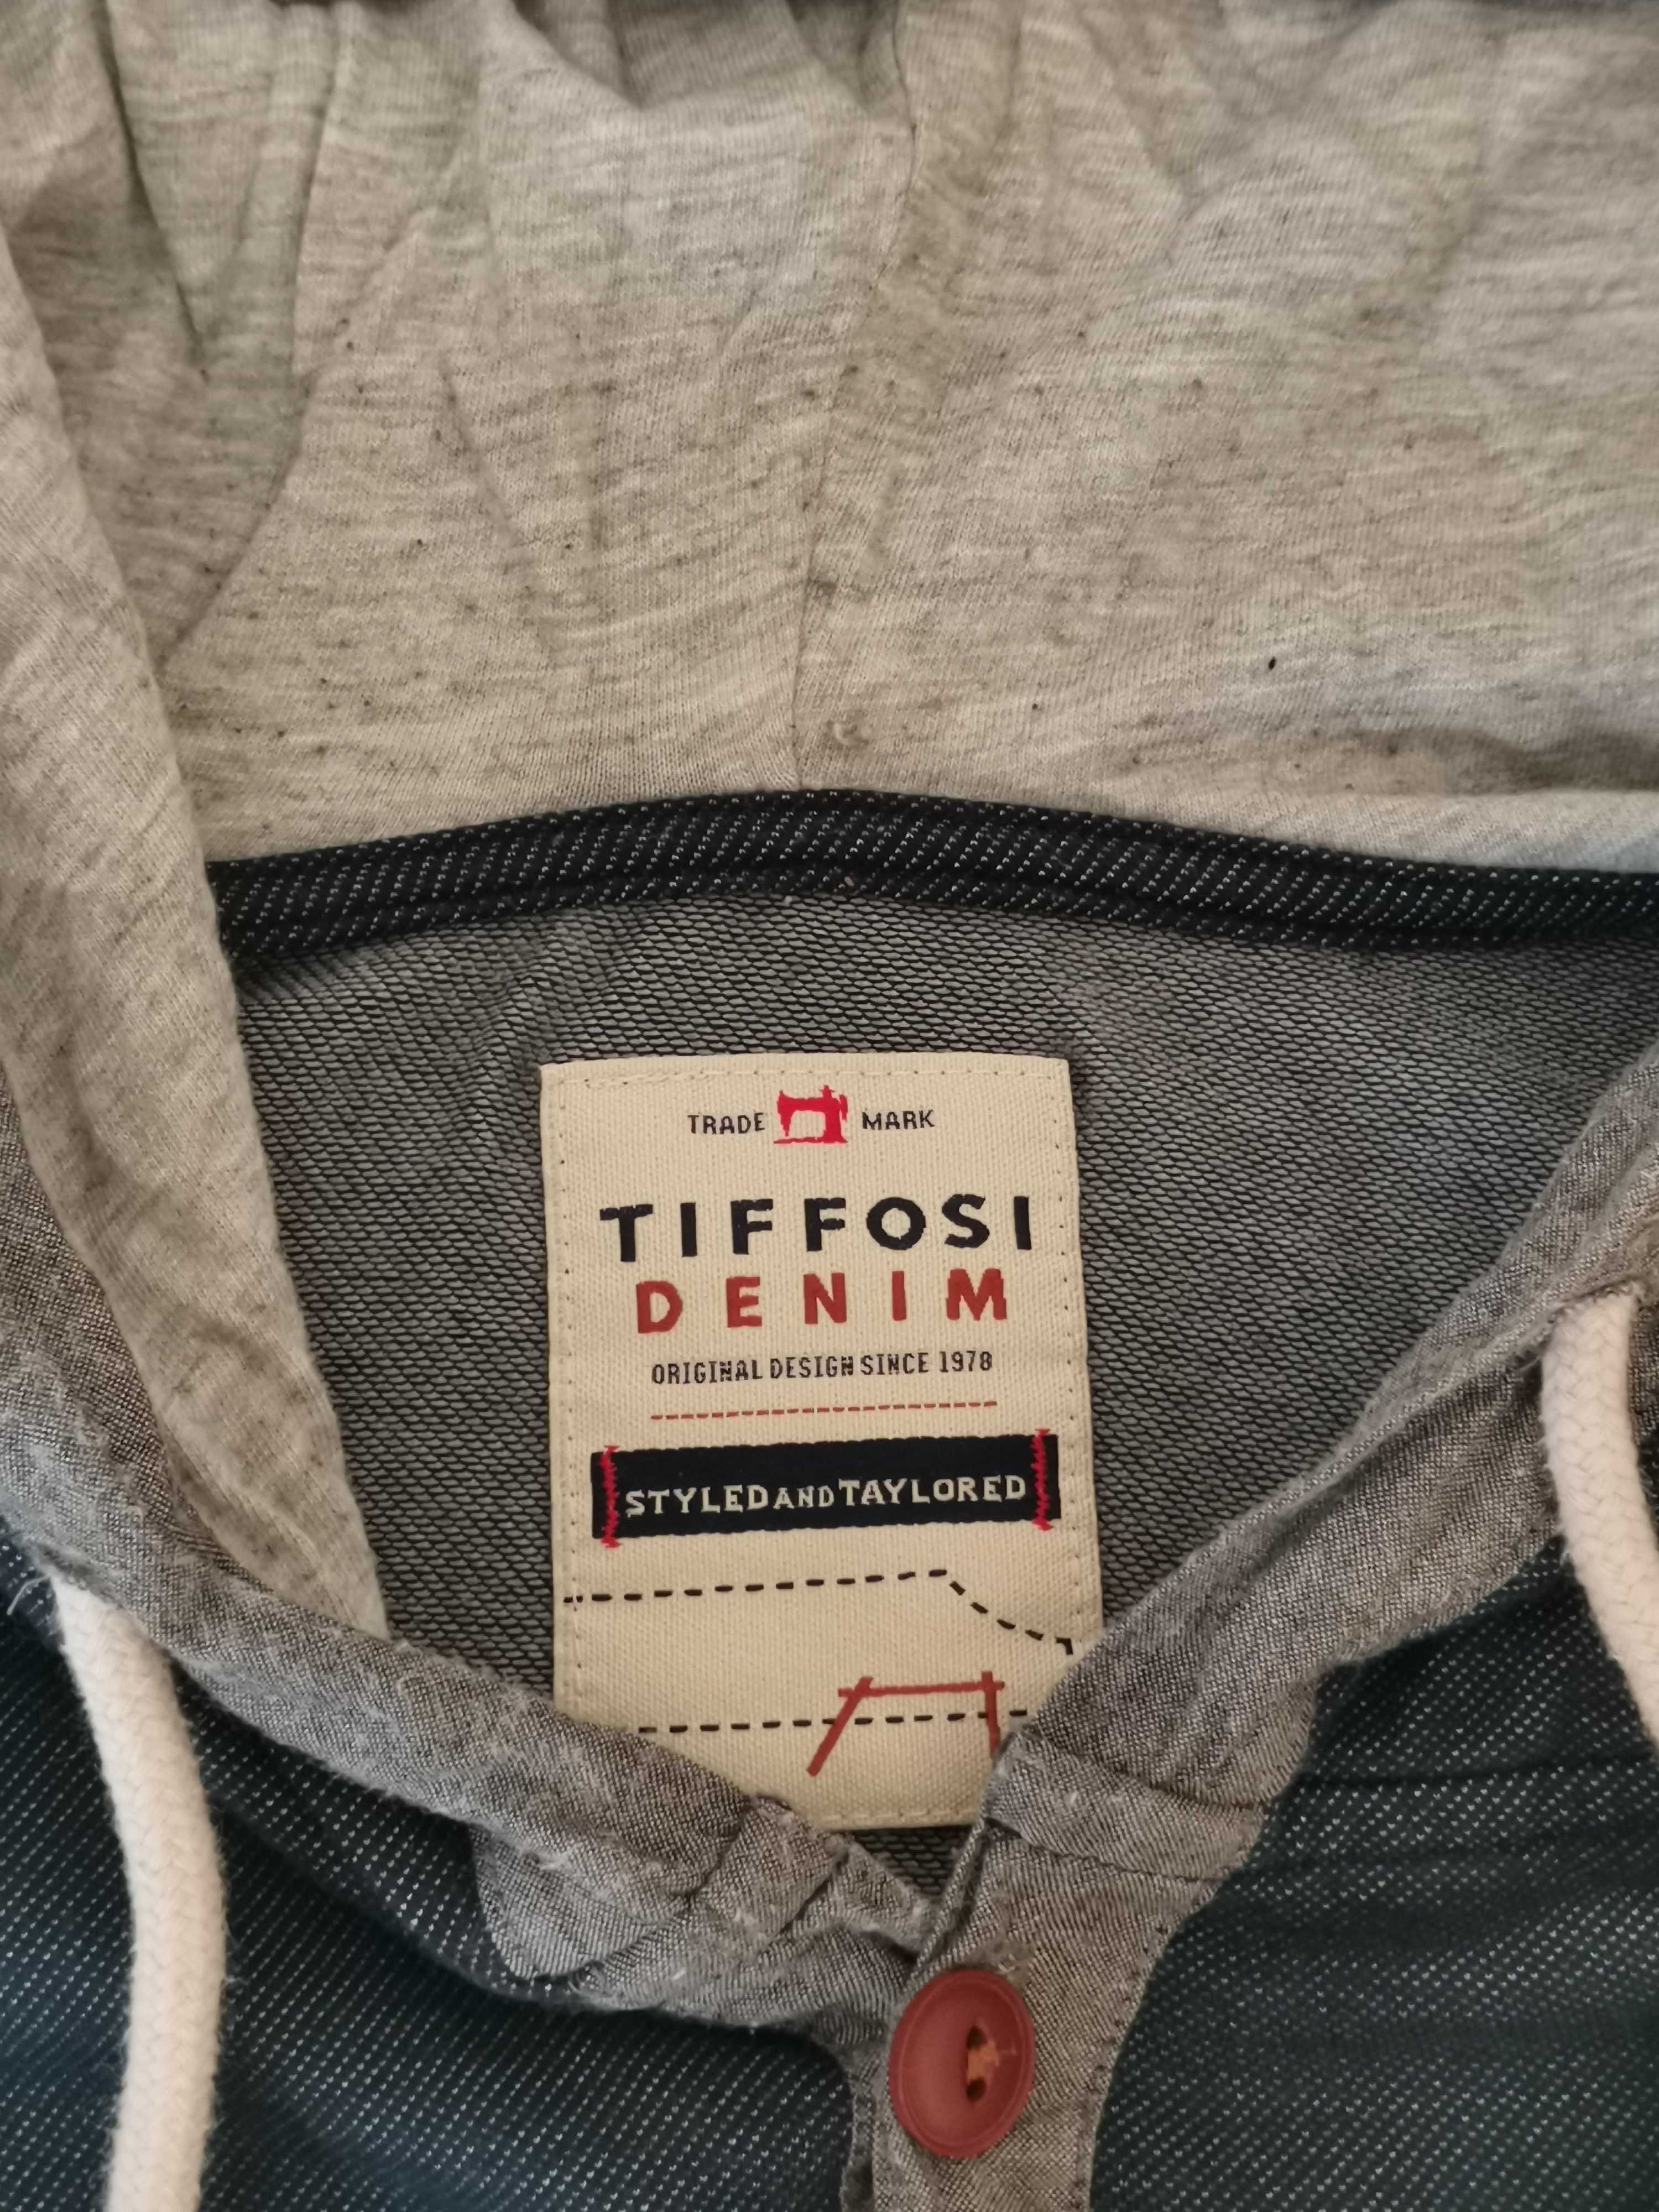 TRADE MARK
TIFFOSI
DENIM
ORIGINAL DESIGN SINCE 1978
STYLED AND TAYLORED